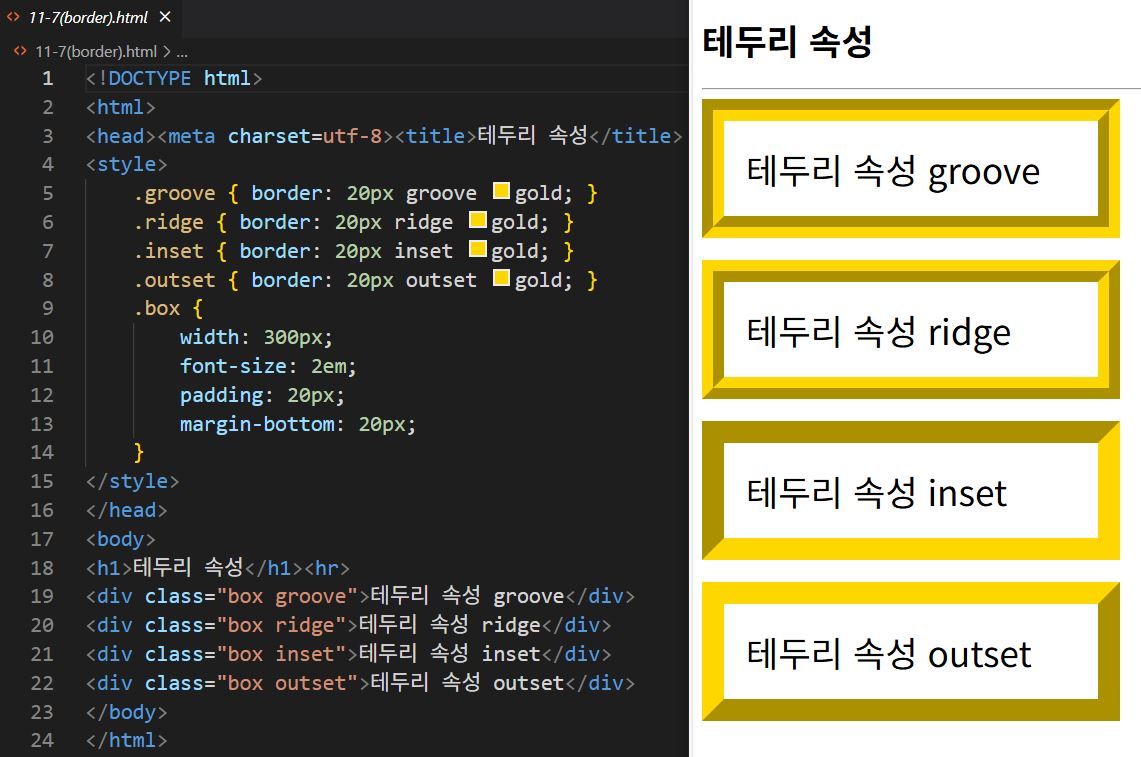 11-7(border).html ×
11-7(border).html > ...
1 <!DOCTYPE html>
2 <html>
3 <head><meta charset=utf-8><title>테두리 속성</title>
4 <style>
5 .groove { border: 20px groove gold; }
6 .ridge { border: 20px ridge gold; }
7 .inset { border: 20px inset gold; }
8 .outset { border: 20px outset gold; }
9 .box {
10 width: 300px;
11 font-size: 2em;
12 padding: 20px;
13 margin-bottom: 20px;
14 }
15 </style>
16 </head>
17 <body>
18 <h1>테두리 속성</h1><hr>
19 <div class="box groove">테두리 속성 groove</div>
20 <div class="box ridge">테두리 속성 ridge</div>
21 <div class="box inset">테두리 속성 inset</div>
22 <div class="box outset">테두리 속성 outset</div>
23 </body>
24 </html>
테두리 속성
테두리 속성 groove
테두리 속성 ridge
테두리 속성 inset
테두리 속성 outset